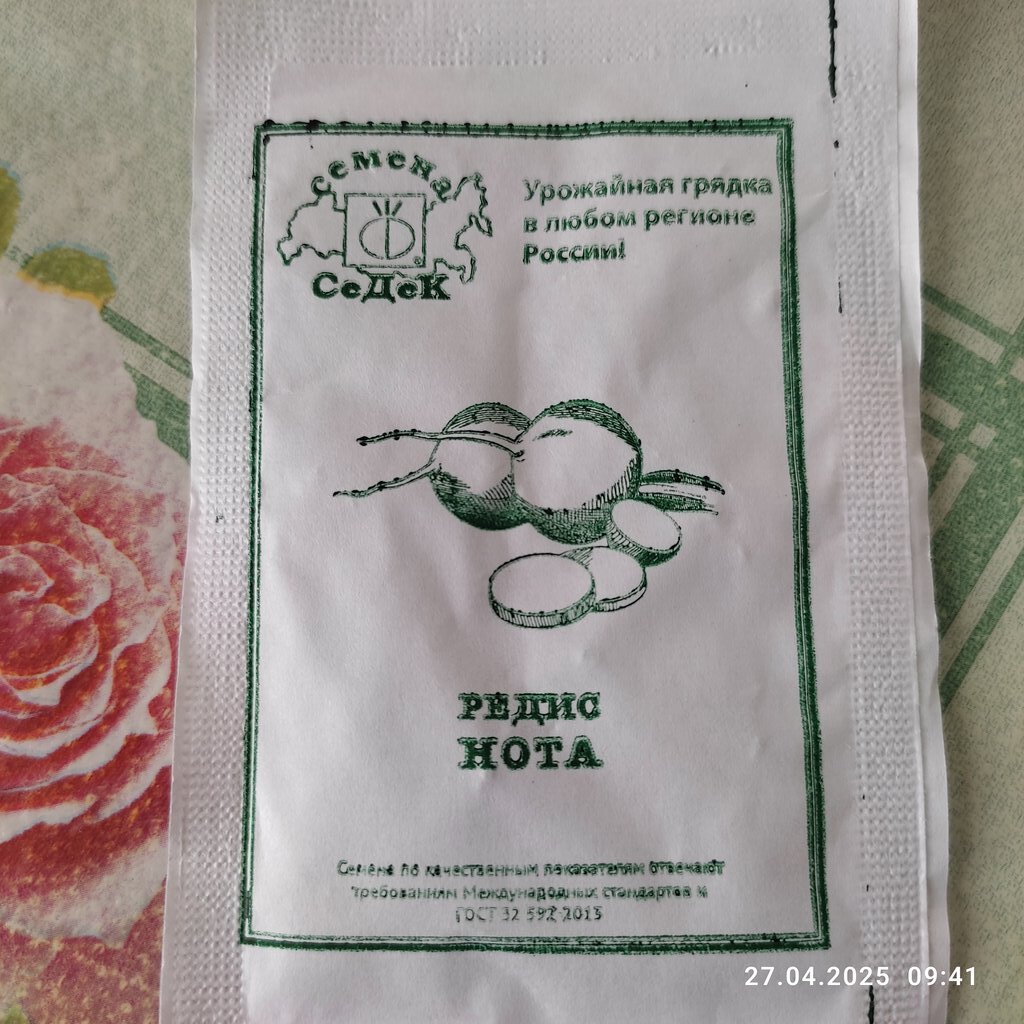 семена
СеДеК
Урожайная грядка
в любом регионе
России!
РЕДИС
НОТА
Семена по качественным показателям отвечают
требованиям Международных стандартов и
ГОСТ 32 592 2013
27.04.2025 09:41